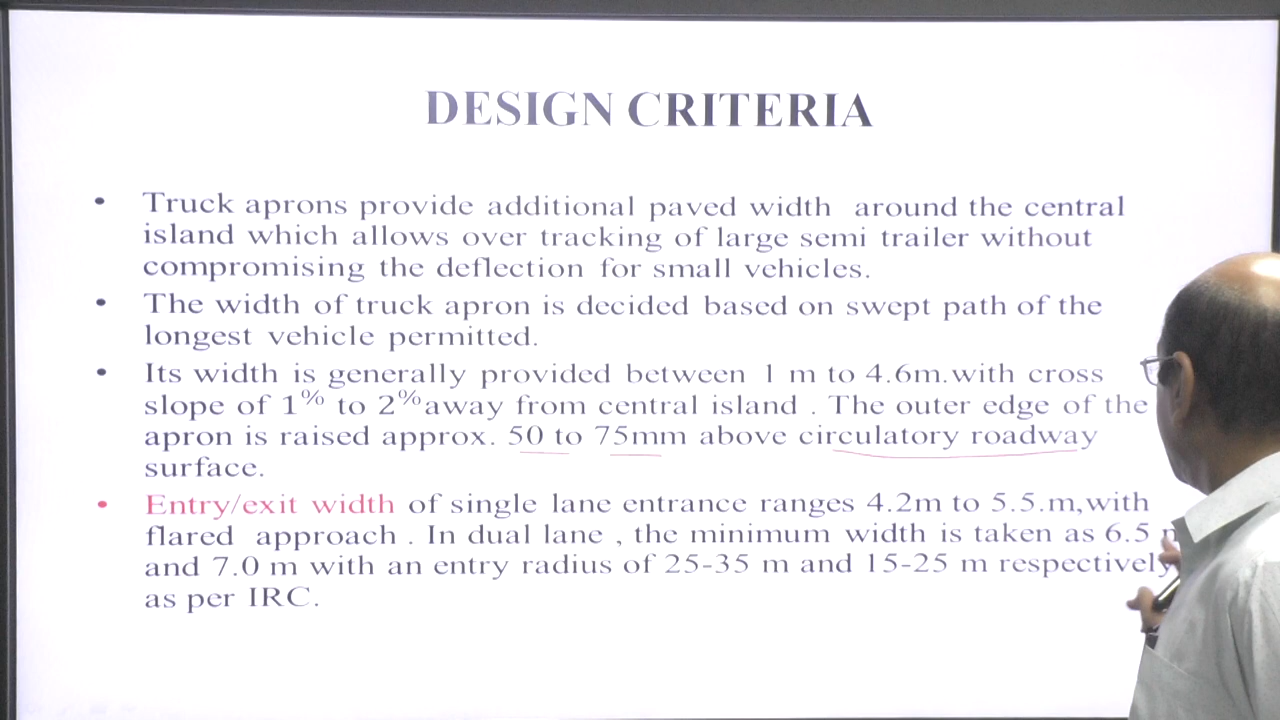 DESIGN CRITERIA
• Truck aprons provide additional paved width around the central
island which allows over tracking of large semi trailer without
compromising the deflection for small vehicles.
• The width of truck apron is decided based on swept path of the
longest vehicle permitted.
• Its width is generally provided between 1 m to 4.6m.with cross
slope of 1% to 2%away from central island . The outer edge of the
apron is raised approx. 50 to 75mm above circulatory roadway
surface.
• Entry/exit width of single lane entrance ranges 4.2m to 5.5.m,with
flared approach . In dual lane , the minimum width is taken as 6.5
and 7.0 m with an entry radius of 25-35 m and 15-25 m respectively
as per IRC.